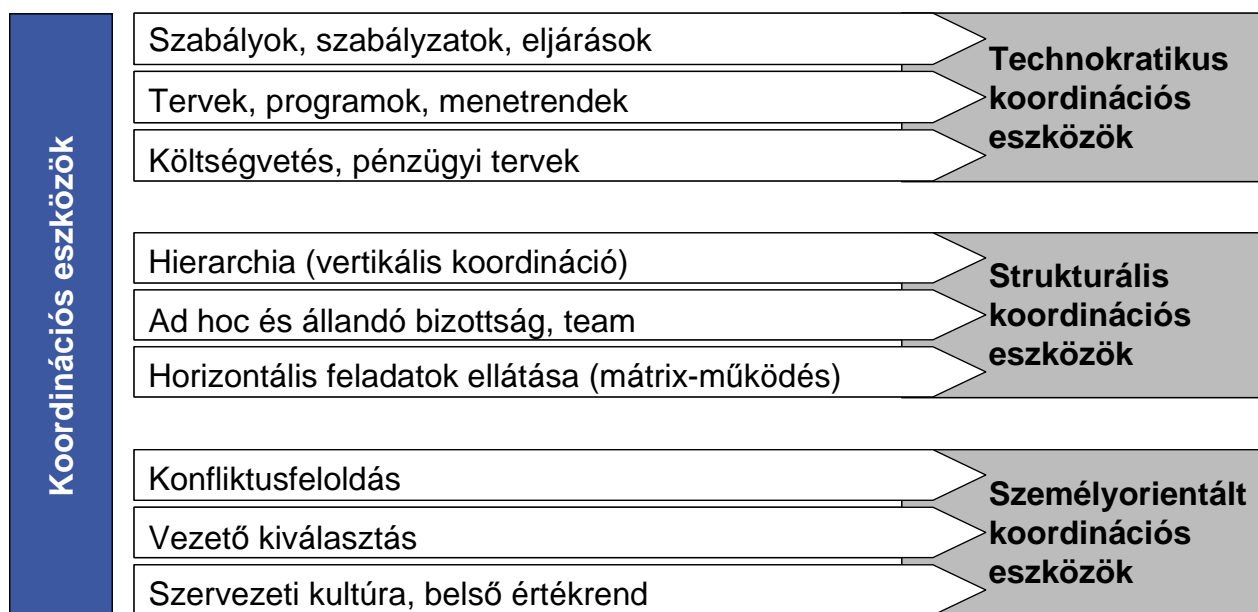 Koordinációs eszközök
Szabályok, szabályzatok, eljárások
Tervek, programok, menetrendek
Költségvetés, pénzügyi tervek
Technokratikus
koordinációs
eszközök
Hierarchia (vertikális koordináció)
Ad hoc és állandó bizottság, team
Horizontális feladatok ellátása (mátrix-működés)
Strukturális
koordinációs
eszközök
Konfliktusfeloldás
Vezető kiválasztás
Szervezeti kultúra, belső értékrend
Személyorientált
koordinációs
eszközök